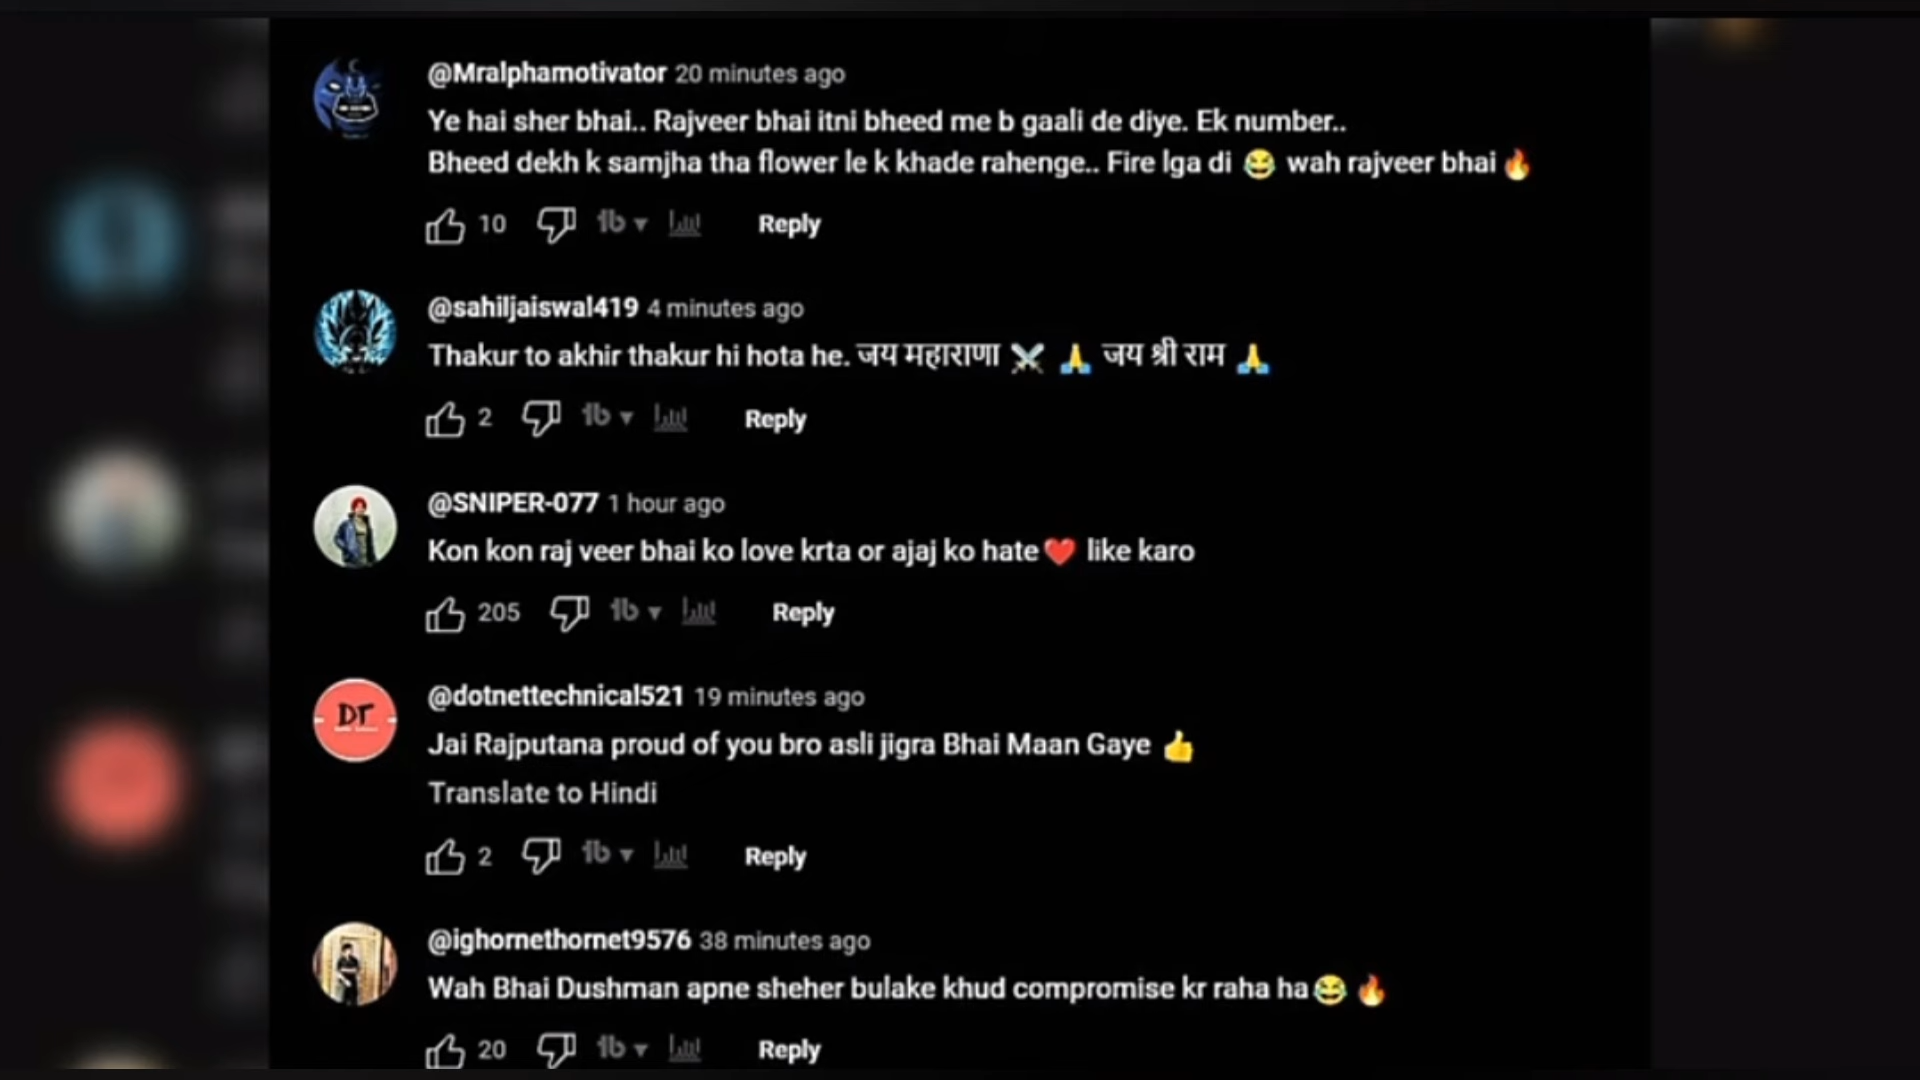 @Mralphamotivator 20 minutes ago
Ye hai sher bhai.. Rajveer bhai itni bheed me b gaali de diye. Ek number..
Bheed dekh k samjha tha flower le k khade rahenge.. Fire lga di 😂 wah rajveer bhai 🔥
10 Reply
@sahiljaiswal419 4 minutes ago
Thakur to akhir thakur hi hota he. जय महाराणा ⚔️ 🙏 जय श्री राम 🙏
2 Reply
@SNIPER-077 1 hour ago
Kon kon raj veer bhai ko love krta or ajaj ko hate❤️ like karo
205 Reply
DT
@dotnettechnical521 19 minutes ago
Jai Rajputana proud of you bro asli jigra Bhai Maan Gaye 👍
Translate to Hindi
2 Reply
@ighornethornet9576 38 minutes ago
Wah Bhai Dushman apne sheher bulake khud compromise kr raha ha😂 🔥
20 Reply